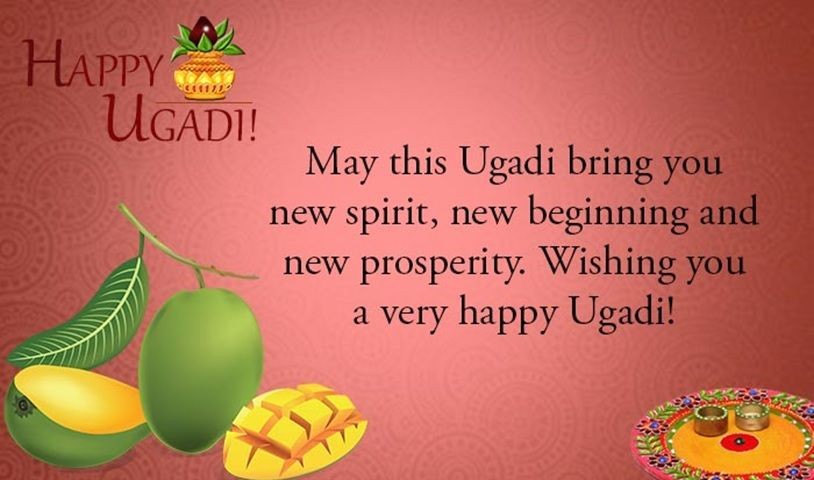 HAPPY
UGADI!
May this Ugadi bring you
new spirit, new beginning and
new prosperity. Wishing you
a very happy Ugadi!